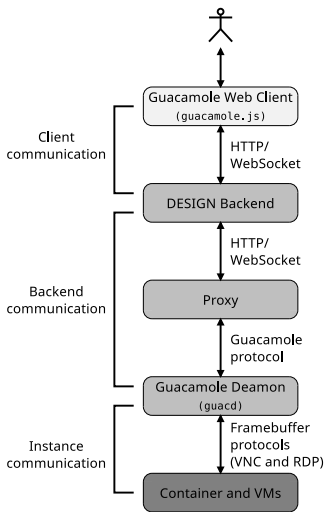 Guacamole Web Client
(guacamole.js)
Client
communication
HTTP/
WebSocket
DESIGN Backend
HTTP/
WebSocket
Backend
communication
Proxy
Guacamole
protocol
Guacamole Deamon
(guacd)
Instance
communication
Framebuffer
protocols
(VNC and RDP)
Container and VMs